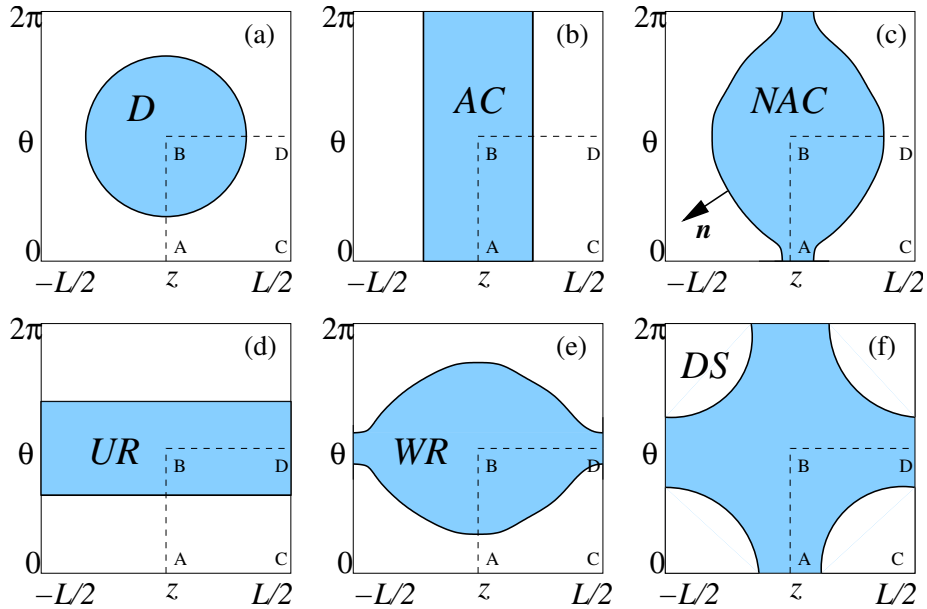 2π (a) 2π (b) 2π (c)
D AC NAC
θ B D θ B D θ B D
n
0 A C 0 A C 0 A C
−L/2 z L/2 −L/2 z L/2 −L/2 z L/2
2π (d) 2π (e) 2π (f)
DS
UR WR
θ B D θ B D θ B D
0 A C 0 A C 0 A C
−L/2 z L/2 −L/2 z L/2 −L/2 z L/2